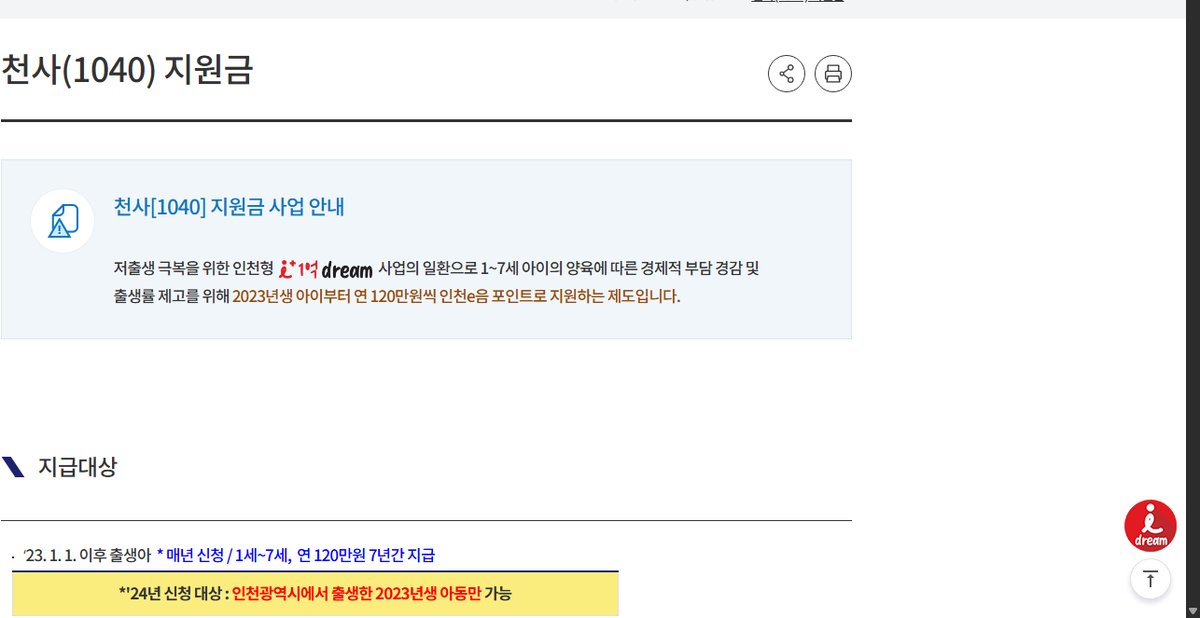 천사(1040) 지원금
천사[1040] 지원금 사업 안내
저출생 극복을 위한 인천형 i+1억 dream 사업의 일환으로 1~7세 아이의 양육에 따른 경제적 부담 경감 및
출생률 제고를 위해 2023년생 아이부터 연 120만원씩 인천e음 포인트로 지원하는 제도입니다.
지급대상
· '23. 1. 1. 이후 출생아 * 매년 신청 / 1세~7세, 연 120만원 7년간 지급
*'24년 신청 대상 : 인천광역시에서 출생한 2023년생 아동만 가능
i
dream